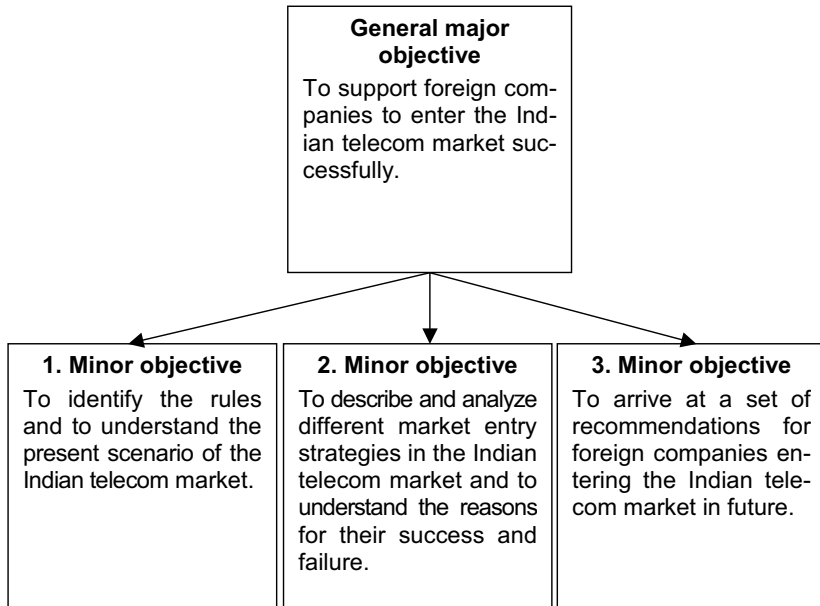 General major
objective
To support foreign com-
panies to enter the Ind-
ian telecom market suc-
cessfully.
1. Minor objective
To identify the rules
and to understand the
present scenario of the
Indian telecom market.
2. Minor objective
To describe and analyze
different market entry
strategies in the Indian
telecom market and to
understand the reasons
for their success and
failure.
3. Minor objective
To arrive at a set of
recommendations for
foreign companies en-
tering the Indian tele-
com market in future.